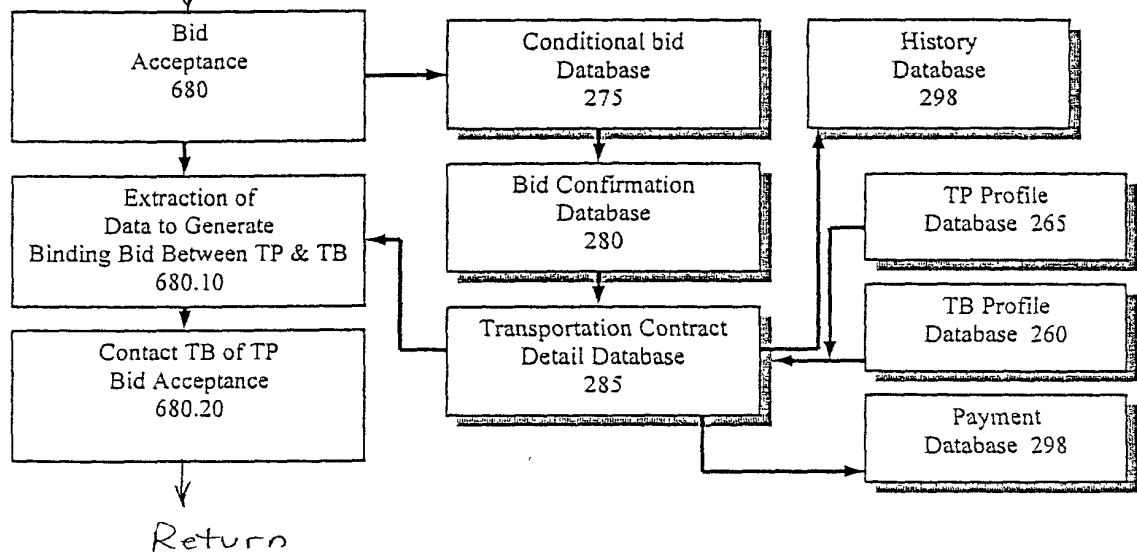 Bid
Acceptance
680
Conditional bid
Database
275
History
Database
298
Extraction of
Data to Generate
Binding Bid Between TP & TB
680.10
Bid Confirmation
Database
280
TP Profile
Database 265
Contact TB of TP
Bid Acceptance
680.20
Transportation Contract
Detail Database
285
TB Profile
Database 260
Payment
Database 298
Return